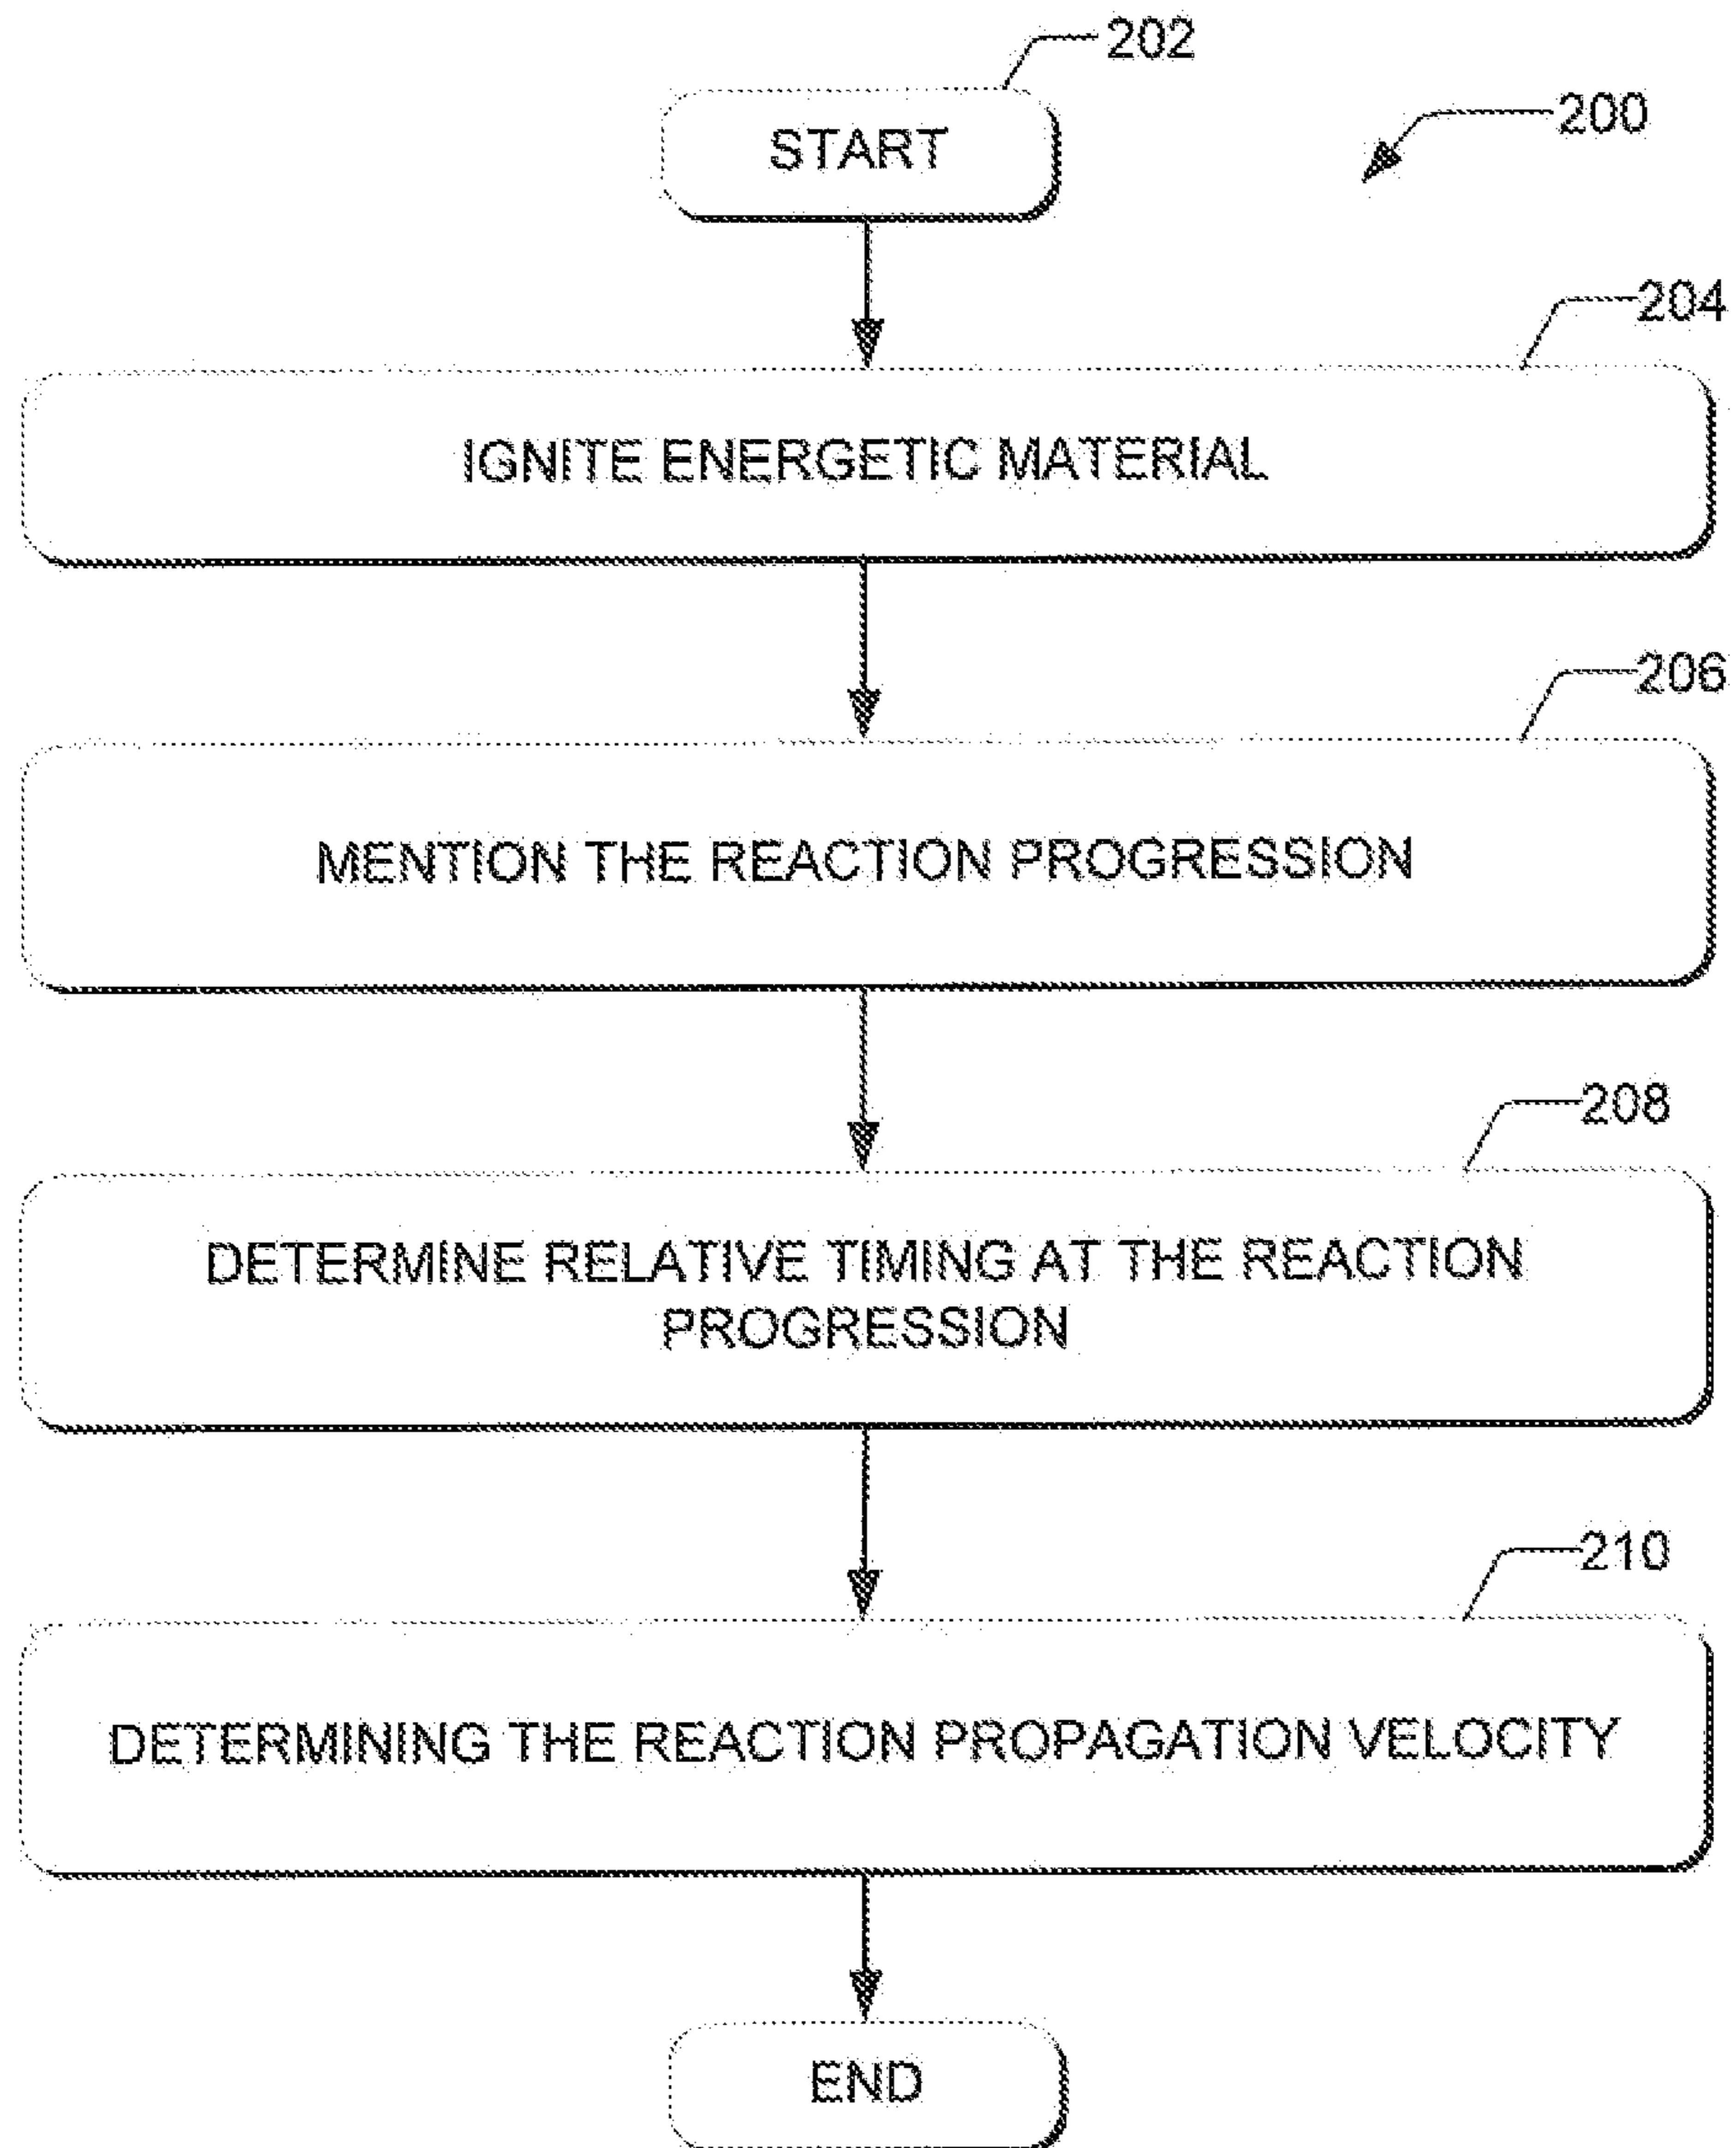 202
START
200
204
IGNITE ENERGETIC MATERIAL
206
MENTION THE REACTION PROGRESSION
208
DETERMINE RELATIVE TIMING AT THE REACTION
PROGRESSION
210
DETERMINING THE REACTION PROPAGATION VELOCITY
END